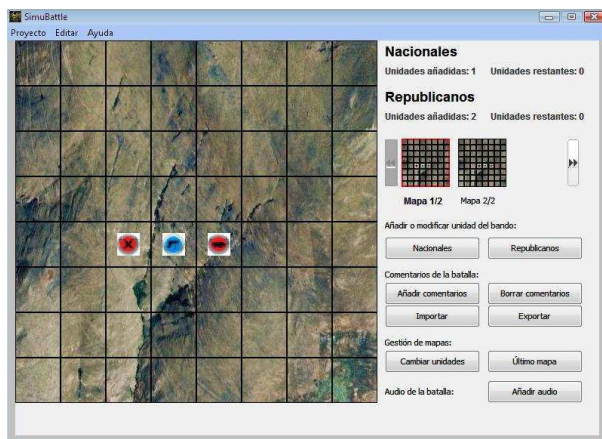 SimuBattle
Proyecto Editar Ayuda
Nacionales
Unidades añadidas: 1 Unidades restantes: 0
Republicanos
Unidades añadidas: 2 Unidades restantes: 0
Mapa 1/2 Mapa 2/2
Añadir o modificar unidad del bando:
Nacionales Republicanos
Comentarios de la batalla:
Añadir comentarios Borrar comentarios
Importar Exportar
Gestión de mapas:
Cambiar unidades Último mapa
Audio de la batalla: Añadir audio